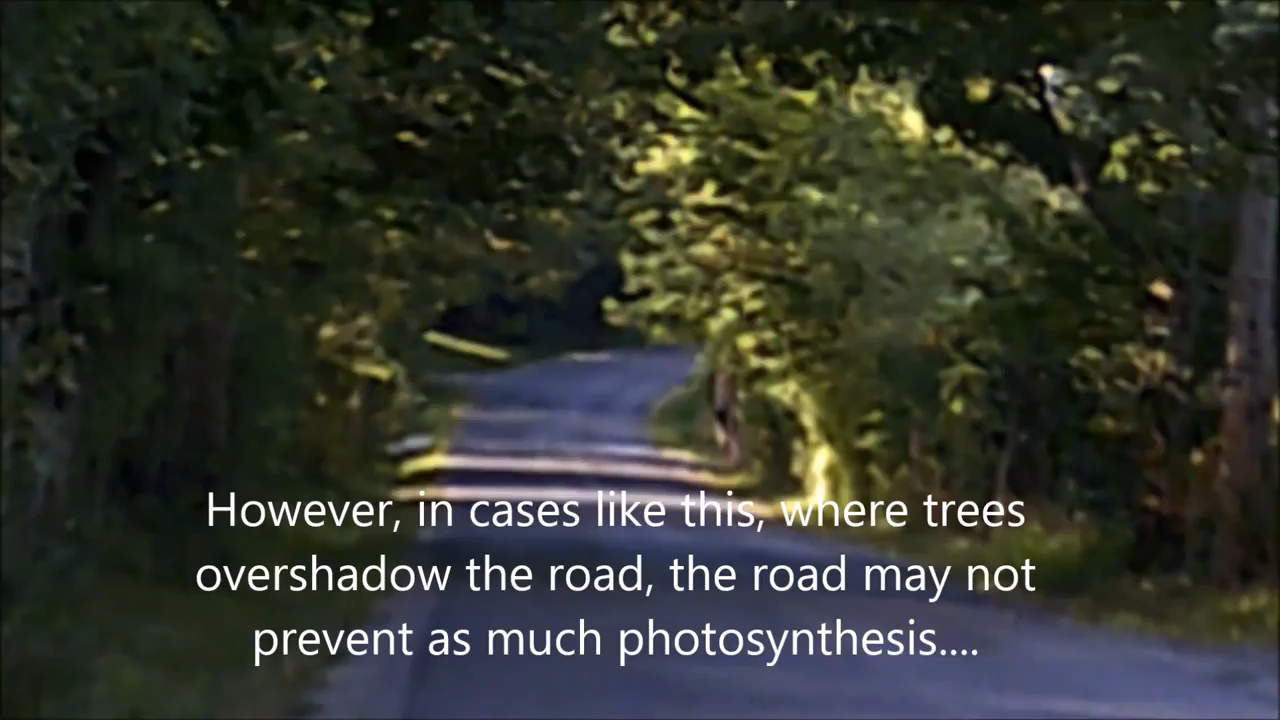 However, in cases like this, where trees
overshadow the road, the road may not
prevent as much photosynthesis....